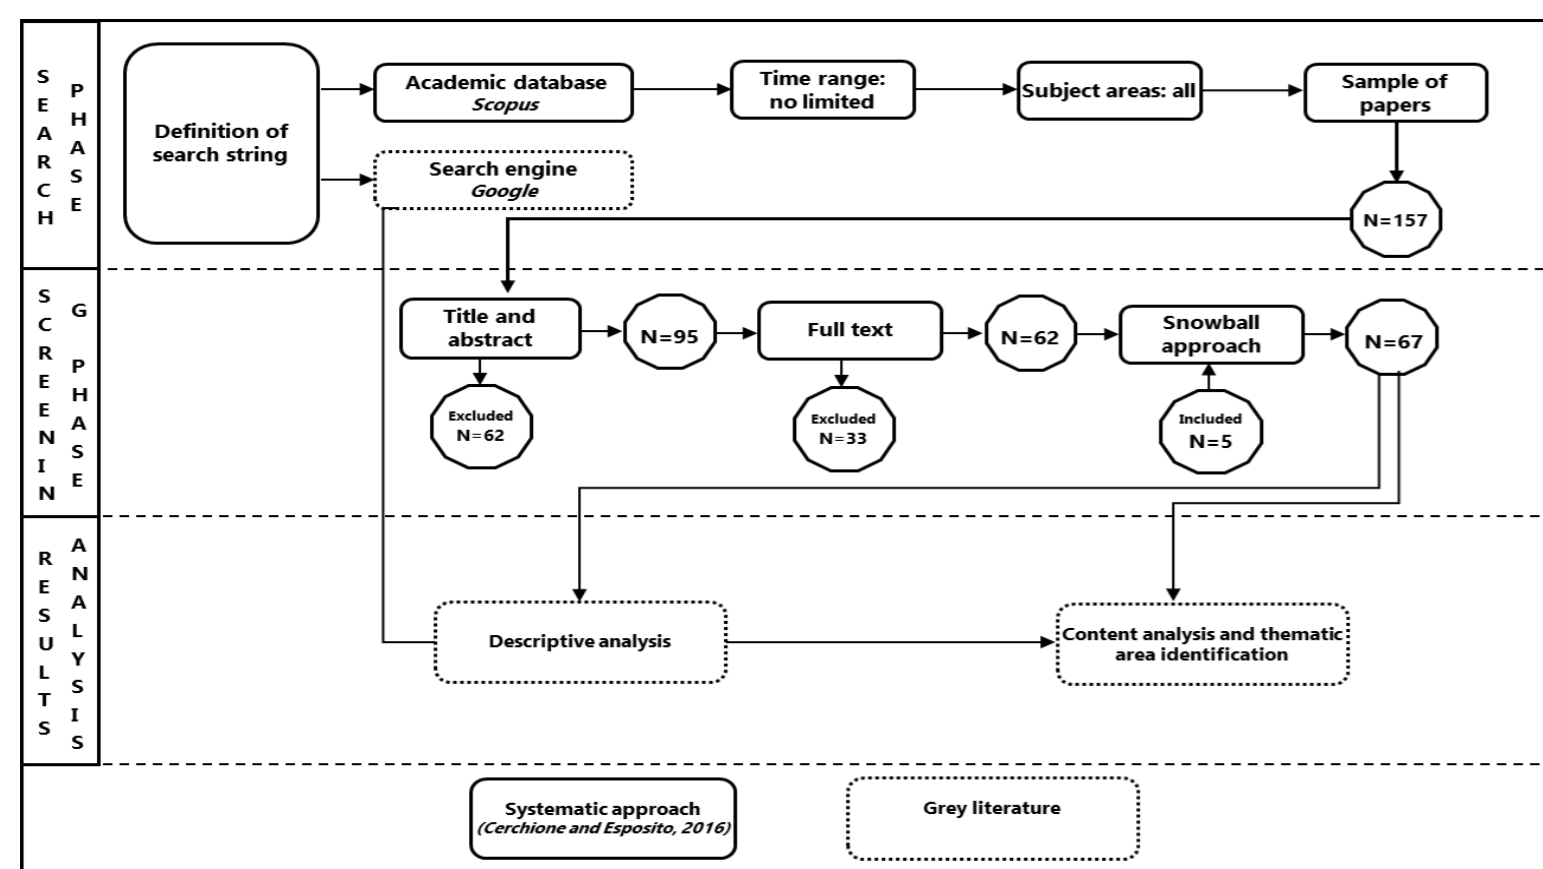 SEARCH
PHASE
Definition of
search string
Academic database
Scopus
Time range:
no limited
Subject areas: all
Sample of
papers
Search engine
Google
N=157
SCREENIN
G PHASE
Title and
abstract
N=95
Full text
N=62
Snowball
approach
N=67
Excluded
N=62
Excluded
N=33
Included
N=5
RESULTS
ANALYSIS
Descriptive analysis
Content analysis and thematic
area identification
Systematic approach
(Cerchione and Esposito, 2016)
Grey literature